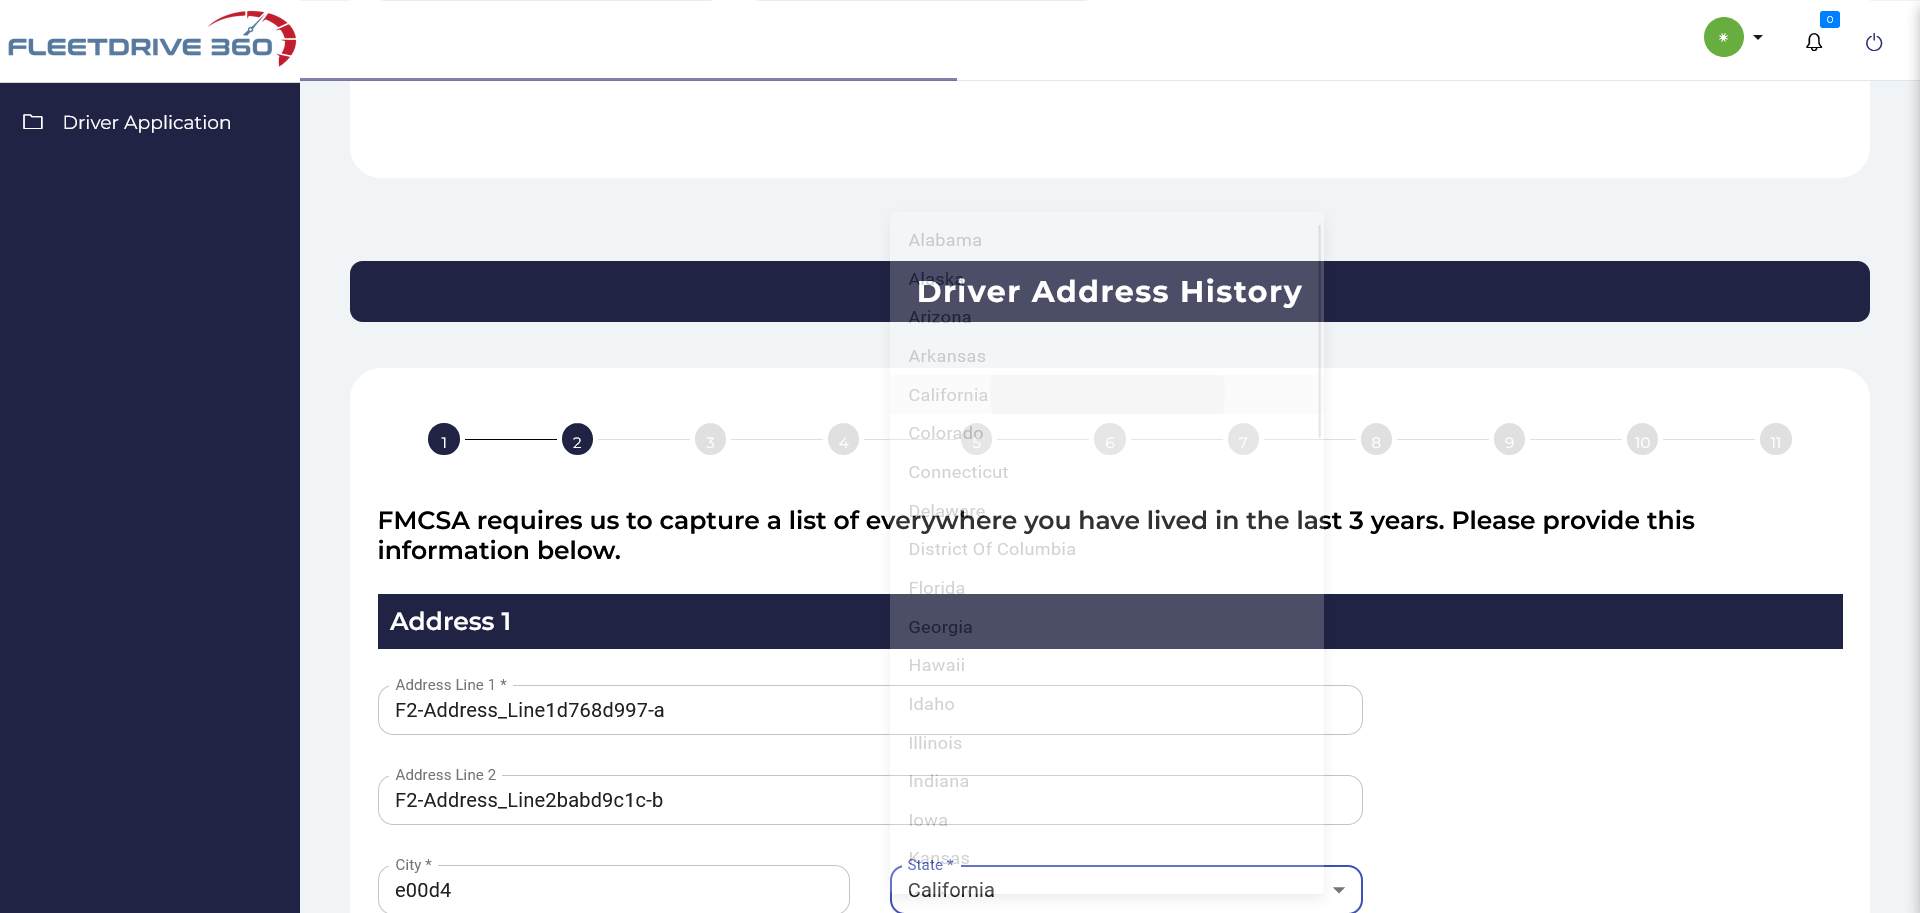 FLEETDRIVE 360
0
Driver Application
Alabama
Alaska
Driver Address History
Arizona
Arkansas
California
Colorado
1 2 3 4 5 6 7 8 9 10 11
Connecticut
Delaware
FMCSA requires us to capture a list of everywhere you have lived in the last 3 years. Please provide this
information below.
District Of Columbia
Florida
Address 1
Georgia
Hawaii
Address Line 1 *
F2-Address_Line1d768d997-a
Idaho
Illinois
Address Line 2
F2-Address_Line2babd9c1c-b
Indiana
Iowa
Kansas
City *
e00d4
State *
California